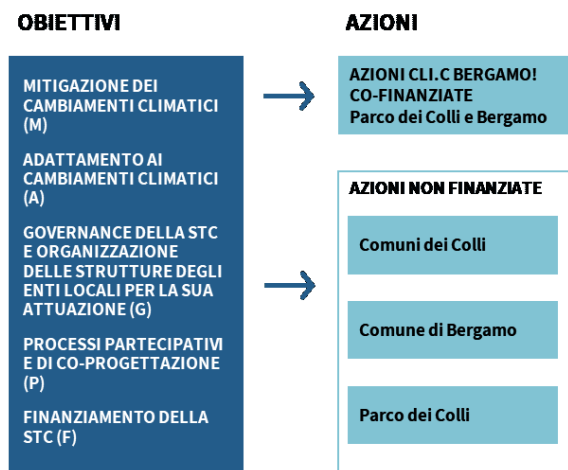 OBIETTIVI
MITIGAZIONE DEI
CAMBIAMENTI CLIMATICI
(M)
ADATTAMENTO AI
CAMBIAMENTI CLIMATICI
(A)
GOVERNANCE DELLA STC
E ORGANIZZAZIONE
DELLE STRUTTURE DEGLI
ENTI LOCALI PER LA SUA
ATTUAZIONE (G)
PROCESSI PARTECIPATIVI
E DI CO-PROGETTAZIONE
(P)
FINANZIAMENTO DELLA
STC (F)
AZIONI
AZIONI CLI.C BERGAMO!
CO-FINANZIATE
Parco dei Colli e Bergamo
AZIONI NON FINANZIATE
Comuni dei Colli
Comune di Bergamo
Parco dei Colli